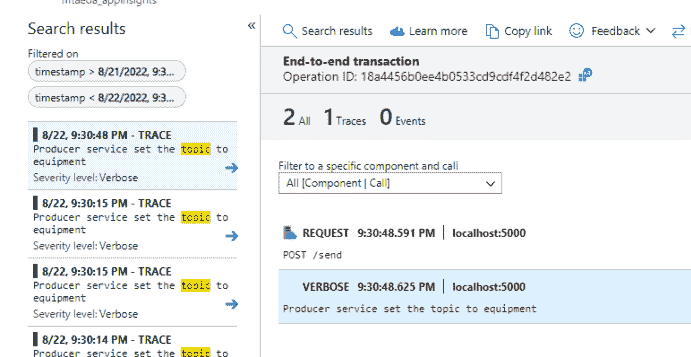 mtaeda_appinsights
Search results
«
Filtered on
timestamp > 8/21/2022, 9:3...
timestamp < 8/22/2022, 9:3...
8/22, 9:30:48 PM - TRACE
Producer service set the topic to
equipment
Severity level: Verbose
8/22, 9:30:15 PM - TRACE
Producer service set the topic to
equipment
Severity level: Verbose
8/22, 9:30:15 PM - TRACE
Producer service set the topic to
equipment
Severity level: Verbose
8/22, 9:30:14 PM - TRACE
Producer service set the topic to
Search results
Learn more
Copy link
Feedback
End-to-end transaction
Operation ID: 18a4456b0ee4b0533cd9cdf4f2d482e2
2 All 1 Traces 0 Events
Filter to a specific component and call
All [Component | Call]
REQUEST 9:30:48.591 PM | localhost:5000
POST /send
VERBOSE 9:30:48.625 PM | localhost:5000
Producer service set the topic to equipment